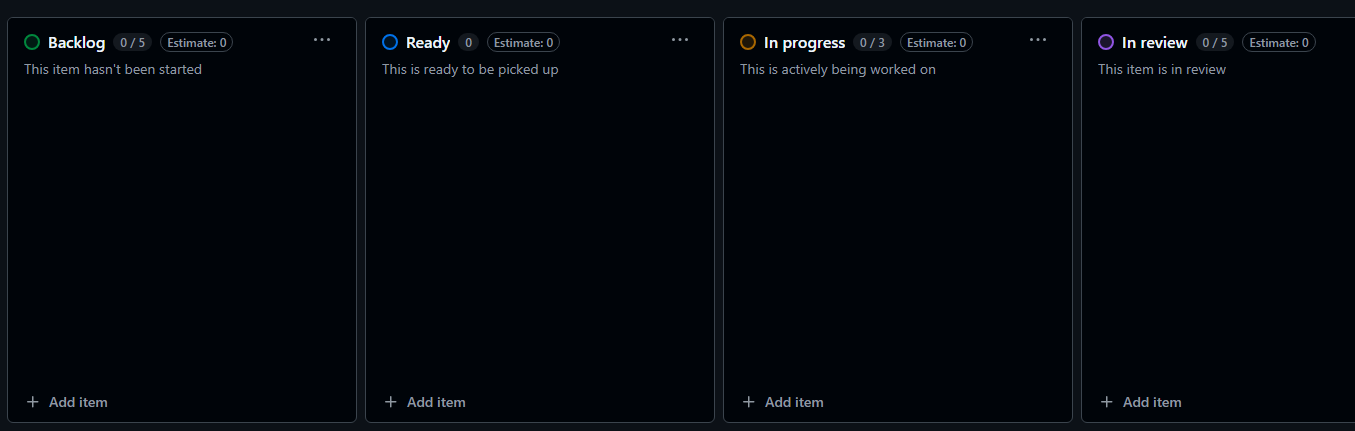 Backlog 0 / 5 Estimate: 0
This item hasn't been started
Add item
Ready 0 Estimate: 0
This is ready to be picked up
Add item
In progress 0 / 3 Estimate: 0
This is actively being worked on
Add item
In review 0 / 5 Estimate: 0
This item is in review
Add item